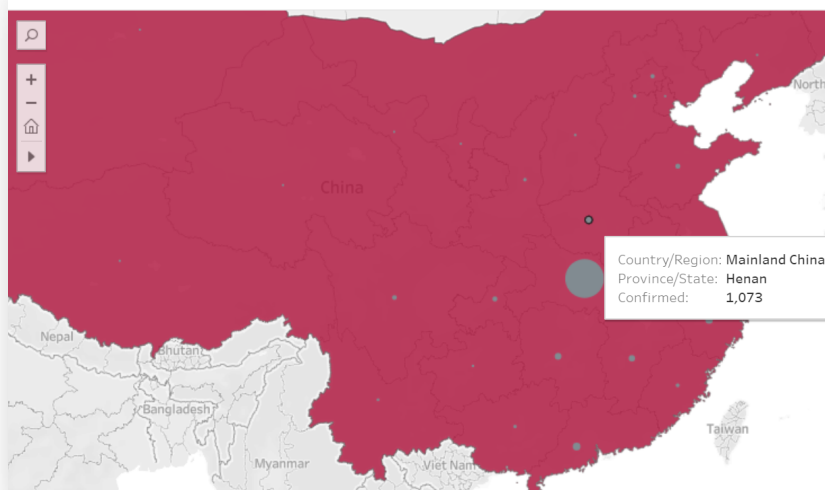 North
China
Country/Region: Mainland China
Province/State: Henan
Confirmed: 1,073
Nepal
Bhutan
Bangladesh
Taiwan
Myanmar
Viet Nam